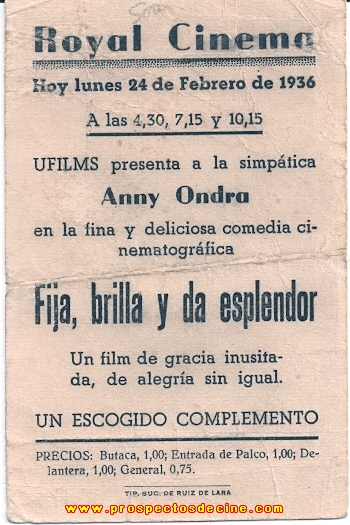 Royal Cinema
Hoy lunes 24 de Febrero de 1936
A las 4,30, 7,15 y 10,15
UFILMS presenta a la simpática
Anny Ondra
en la fina y deliciosa comedia ci-
nematográfica
Fija, brilla y da esplendor
Un film de gracia inusita-
da, de alegría sin igual.
UN ESCOGIDO COMPLEMENTO
PRECIOS: Butaca, 1,00; Entrada de Palco, 1,00; De-
lantera, 1,00; General, 0,75.
TIP. SUC. DE RUIZ DE LARA
www.prospectosdecine.com